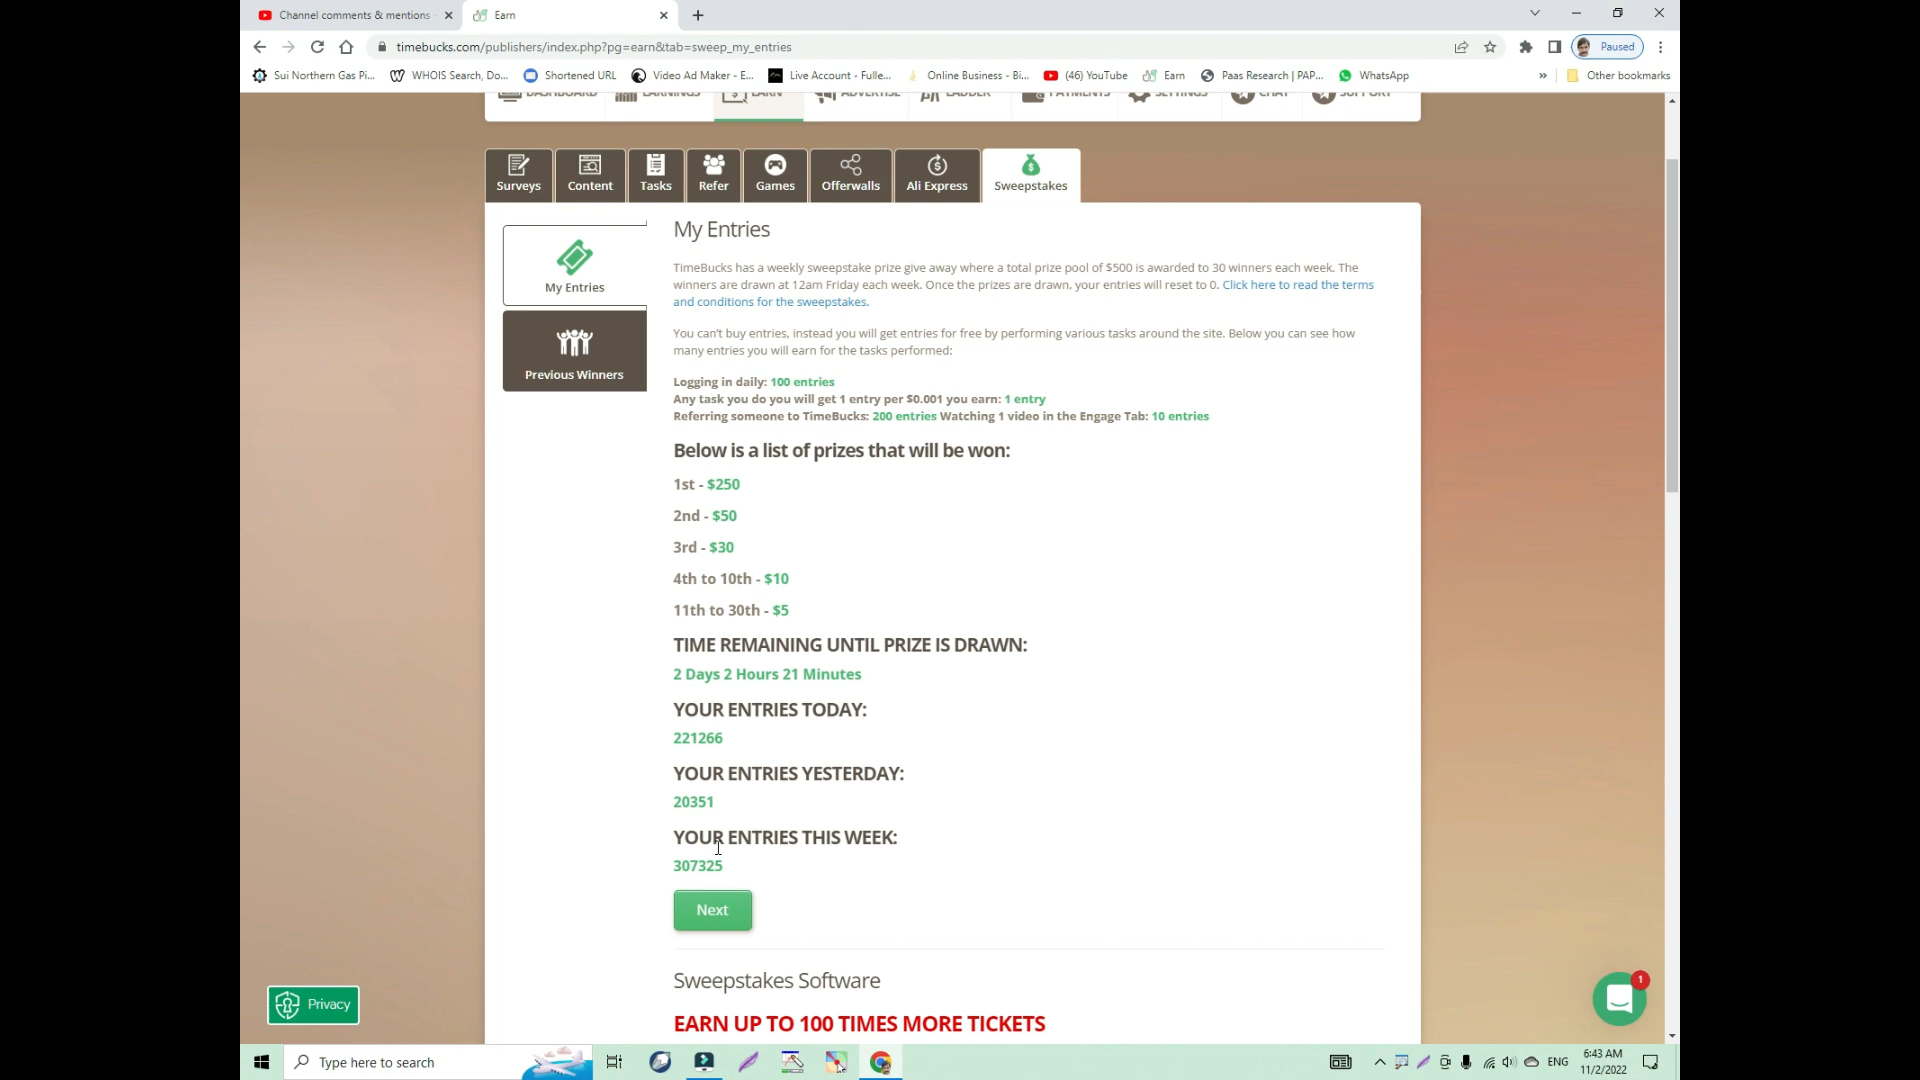 Channel comments & mentions
Earn
timebucks.com/publishers/index.php?pg=earn&tab=sweep_my_entries
Paused
Sui Northern Gas Pi...
WHOIS Search, Do...
Shortened URL
Video Ad Maker - E...
Live Account - Fulle...
Online Business - Bi...
(46) YouTube
Earn
Paas Research | PAP...
WhatsApp
»
Other bookmarks
DASHBOARD
EARNINGS
EARN
ADVERTISE
LADDER
PAYMENTS
SETTINGS
CHAT
SUPPORT
Surveys
Content
Tasks
Refer
Games
Offerwalls
Ali Express
Sweepstakes
My Entries
Previous Winners
My Entries
TimeBucks has a weekly sweepstake prize give away where a total prize pool of $500 is awarded to 30 winners each week. The
winners are drawn at 12am Friday each week. Once the prizes are drawn, your entries will reset to 0. Click here to read the terms
and conditions for the sweepstakes.
You can't buy entries, instead you will get entries for free by performing various tasks around the site. Below you can see how
many entries you will earn for the tasks performed:
Logging in daily: 100 entries
Any task you do you will get 1 entry per $0.001 you earn: 1 entry
Referring someone to TimeBucks: 200 entries Watching 1 video in the Engage Tab: 10 entries
Below is a list of prizes that will be won:
1st - $250
2nd - $50
3rd - $30
4th to 10th - $10
11th to 30th - $5
TIME REMAINING UNTIL PRIZE IS DRAWN:
2 Days 2 Hours 21 Minutes
YOUR ENTRIES TODAY:
221266
YOUR ENTRIES YESTERDAY:
20351
YOUR ENTRIES THIS WEEK:
307325
Next
Sweepstakes Software
EARN UP TO 100 TIMES MORE TICKETS
Privacy
1
Type here to search
ENG
6:43 AM
11/2/2022